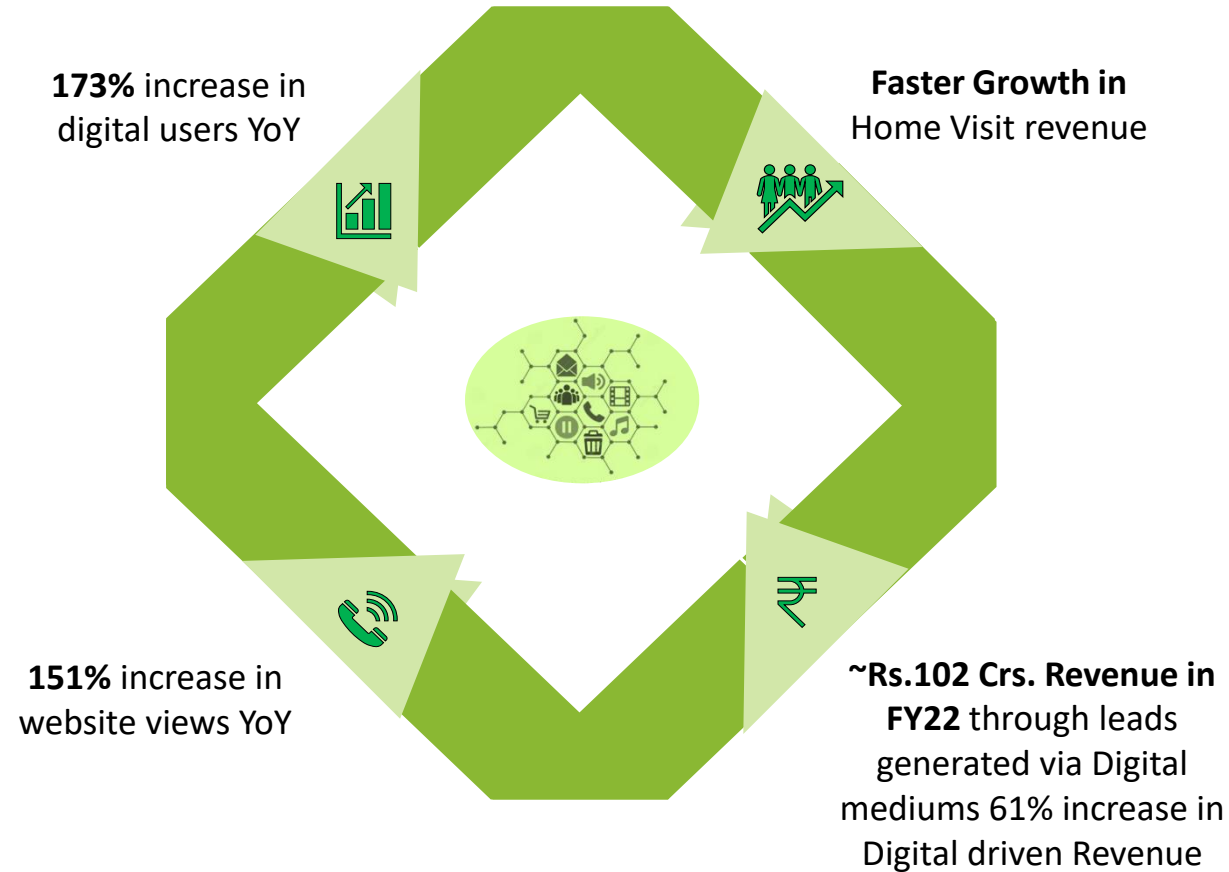 173% increase in
digital users YoY
Faster Growth in
Home Visit revenue
151% increase in
website views YoY
~Rs.102 Crs. Revenue in
FY22 through leads
generated via Digital
mediums 61% increase in
Digital driven Revenue